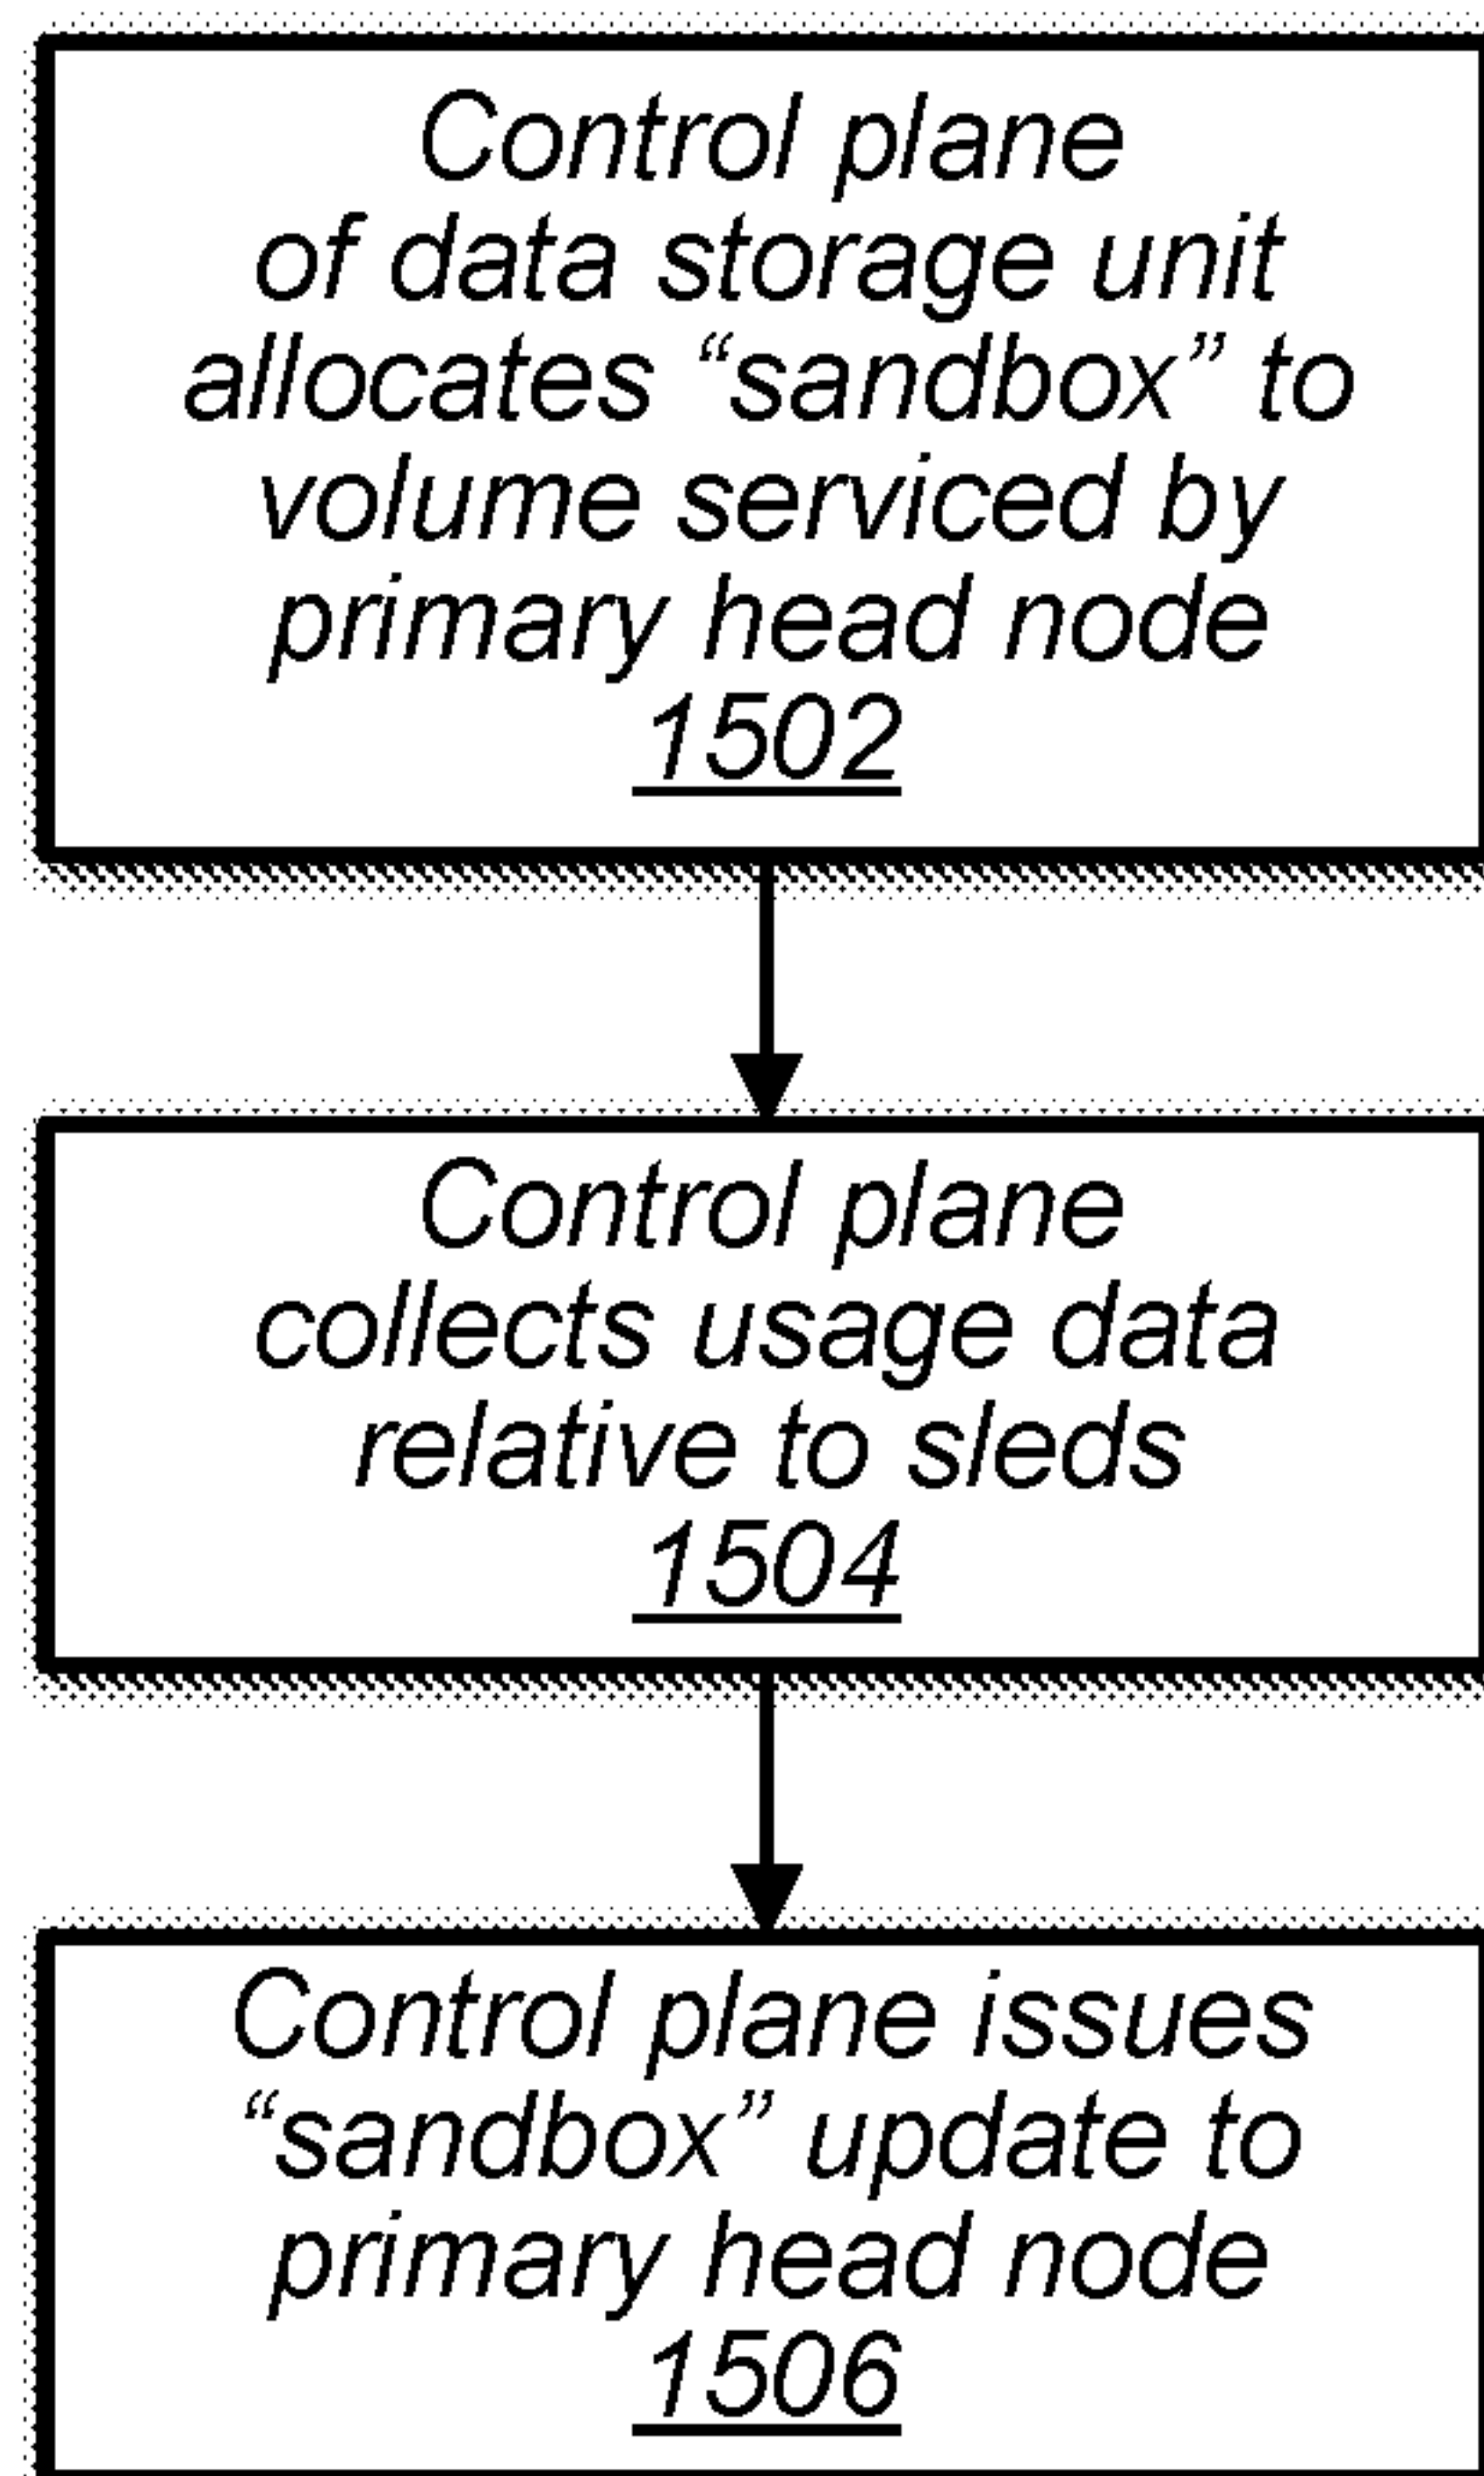 Control plane
of data storage unit
allocates “sandbox” to
volume serviced by
primary head node
1502
Control plane
collects usage data
relative to sleds
1504
Control plane issues
“sandbox” update to
primary head node
1506